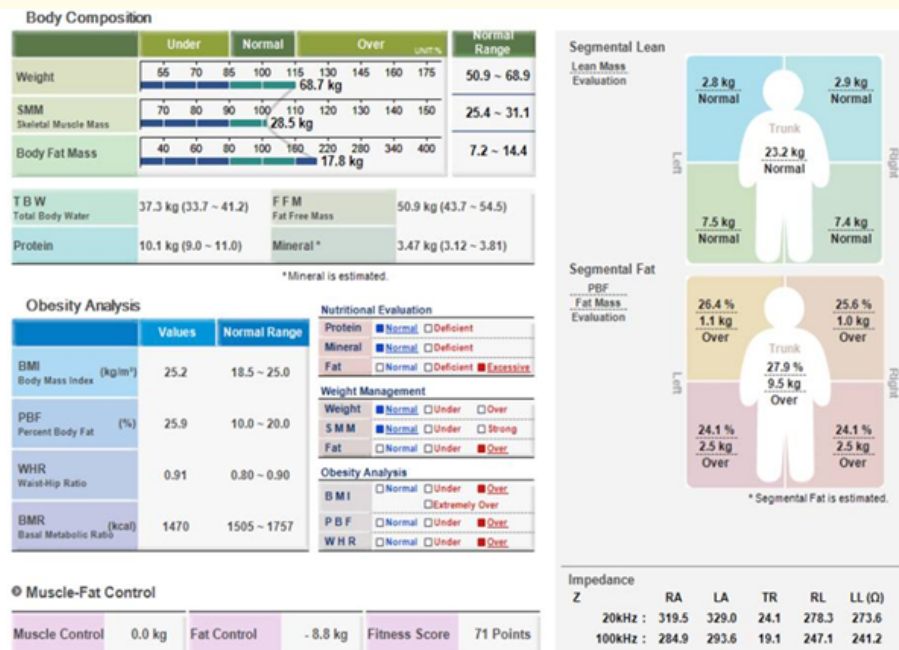 Body Composition
Under Normal Over UNIT:% Normal Range
Weight 55 70 85 100 115 130 145 160 175 50.9 ~ 68.9
68.7 kg
SMM 70 80 90 100 110 120 130 140 150 25.4 ~ 31.1
Skeletal Muscle Mass 28.5 kg
Body Fat Mass 40 60 80 100 160 220 280 340 400 7.2 ~ 14.4
17.8 kg
TBW 37.3 kg (33.7 ~ 41.2) FFM 50.9 kg (43.7 ~ 54.5)
Total Body Water Fat Free Mass
Protein 10.1 kg (9.0 ~ 11.0) Mineral * 3.47 kg (3.12 ~ 3.81)
*Mineral is estimated.
Obesity Analysis
Values Normal Range
BMI (kg/m²) 25.2 18.5 ~ 25.0
Body Mass Index
PBF (%) 25.9 10.0 ~ 20.0
Percent Body Fat
WHR 0.91 0.80 ~ 0.90
Waist-Hip Ratio
BMR (kcal) 1470 1505 ~ 1757
Basal Metabolic Ratio
Nutritional Evaluation
Protein Normal Deficient
Mineral Normal Deficient
Fat Normal Deficient Excessive
Weight Management
Weight Normal Under Over
SMM Normal Under Strong
Fat Normal Under Over
Obesity Analysis
BMI Normal Under Over
Extremely Over
PBF Normal Under Over
WHR Normal Under Over
Muscle-Fat Control
Muscle Control 0.0 kg Fat Control - 8.8 kg Fitness Score 71 Points
Segmental Lean
Lean Mass
Evaluation
2.8 kg 2.9 kg
Normal Normal
Trunk
23.2 kg
Normal
Left Right
7.5 kg 7.4 kg
Normal Normal
Segmental Fat
PBF
Fat Mass
Evaluation
26.4 % 25.6 %
1.1 kg 1.0 kg
Over Over
Trunk
27.9 %
9.5 kg
Over
Left Right
24.1 % 24.1 %
2.5 kg 2.5 kg
Over Over
* Segmental Fat is estimated.
Impedance
Z RA LA TR RL LL (Ω)
20kHz : 319.5 329.0 24.1 278.3 273.6
100kHz : 284.9 293.6 19.1 247.1 241.2